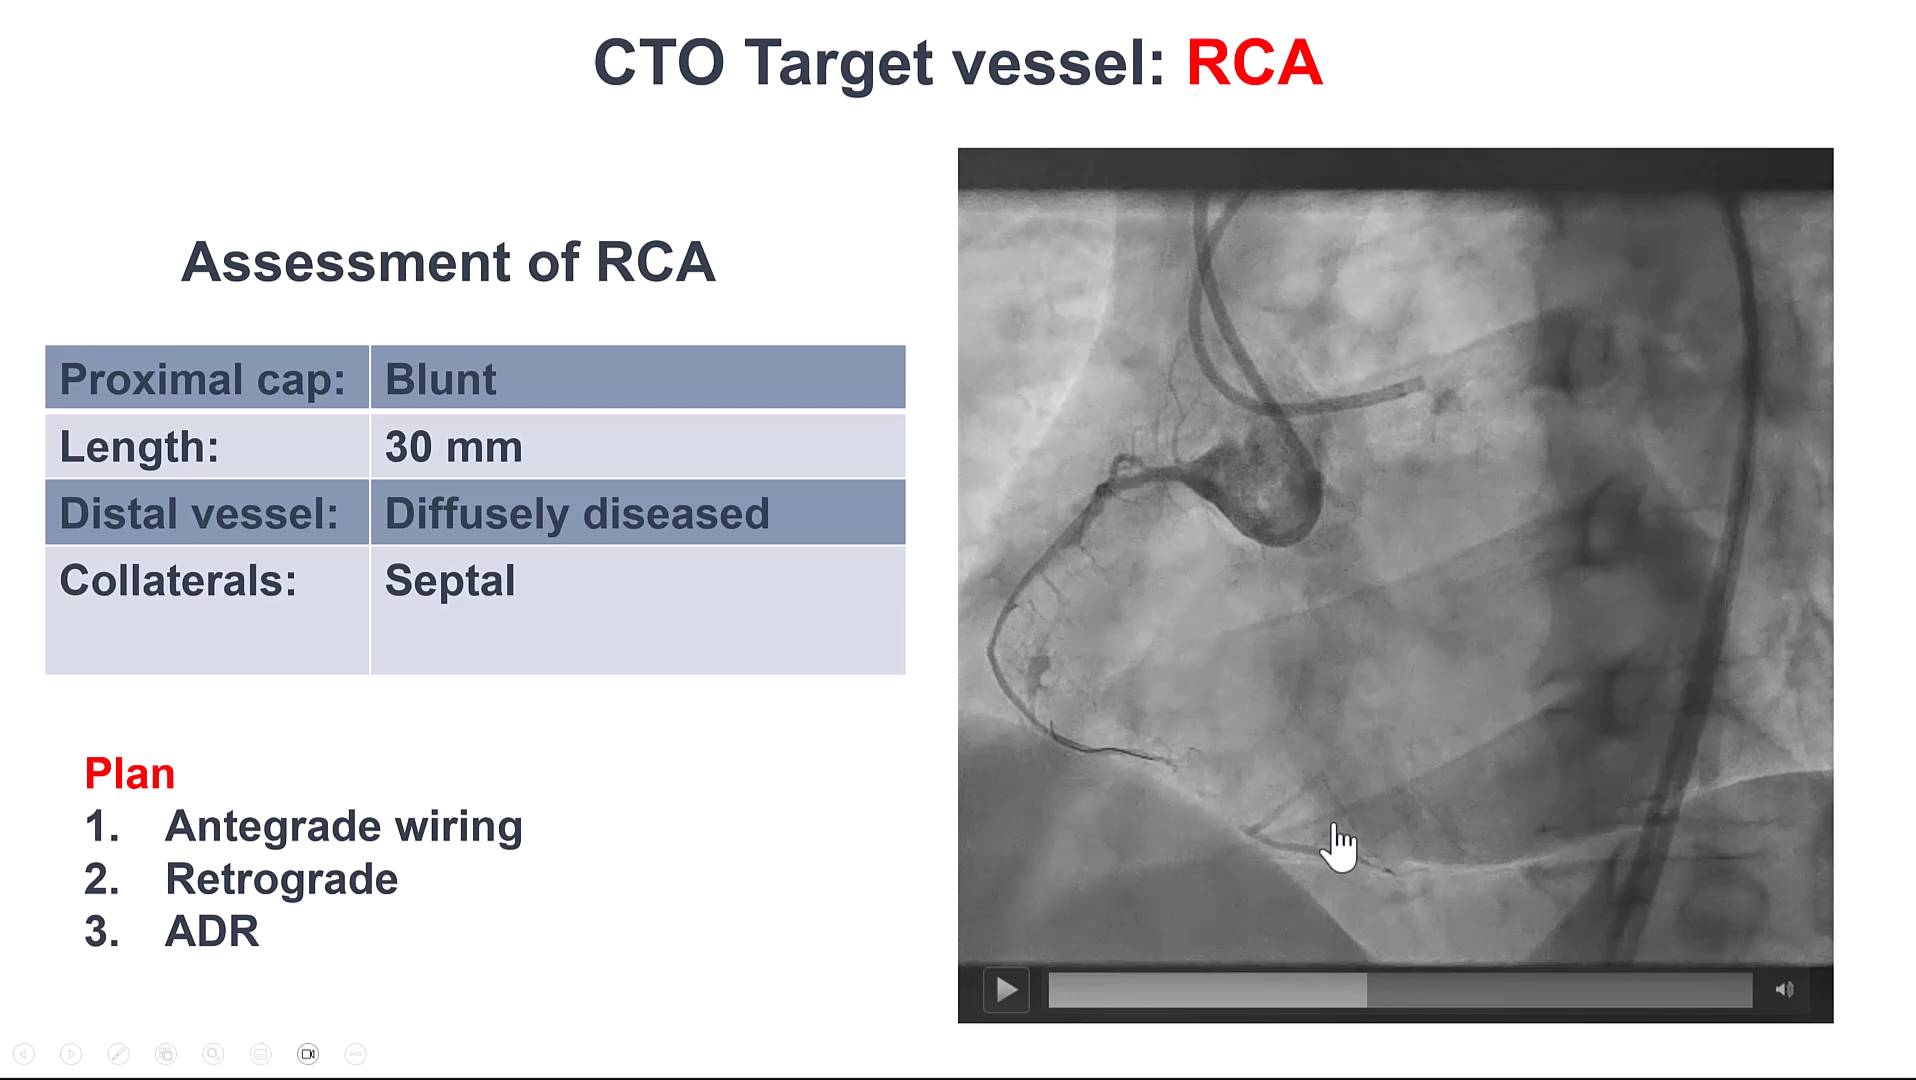 CTO Target vessel: RCA
Assessment of RCA
Proximal cap: Blunt
Length: 30 mm
Distal vessel: Diffusely diseased
Collaterals: Septal
Plan
1. Antegrade wiring
2. Retrograde
3. ADR